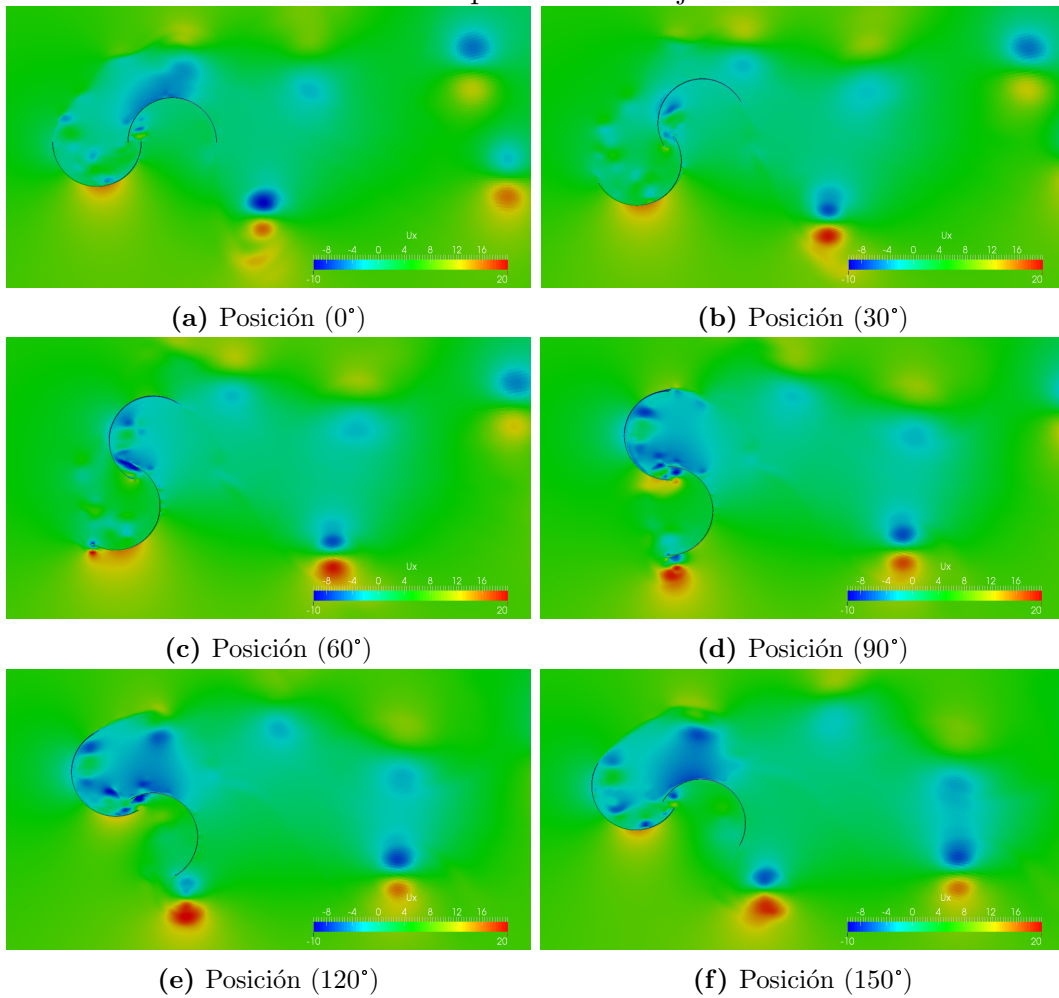 Ux
-8 -4 0 4 8 12 16
-10 20
Ux
-8 -4 0 4 8 12 16
-10 20
(a) Posición (0°)
(b) Posición (30°)
Ux
-8 -4 0 4 8 12 16
-10 20
Ux
-8 -4 0 4 8 12 16
-10 20
(c) Posición (60°)
(d) Posición (90°)
Ux
-8 -4 0 4 8 12 16
-10 20
Ux
-8 -4 0 4 8 12 16
-10 20
(e) Posición (120°)
(f) Posición (150°)